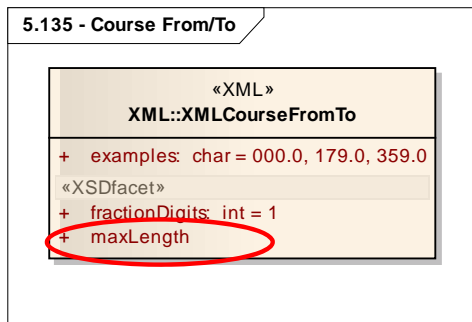 5.135 - Course From/To
«XML»
XML::XMLCourseFromTo
+ examples: char = 000.0, 179.0, 359.0
«XSDfacet»
+ fractionDigits: int = 1
+ maxLength